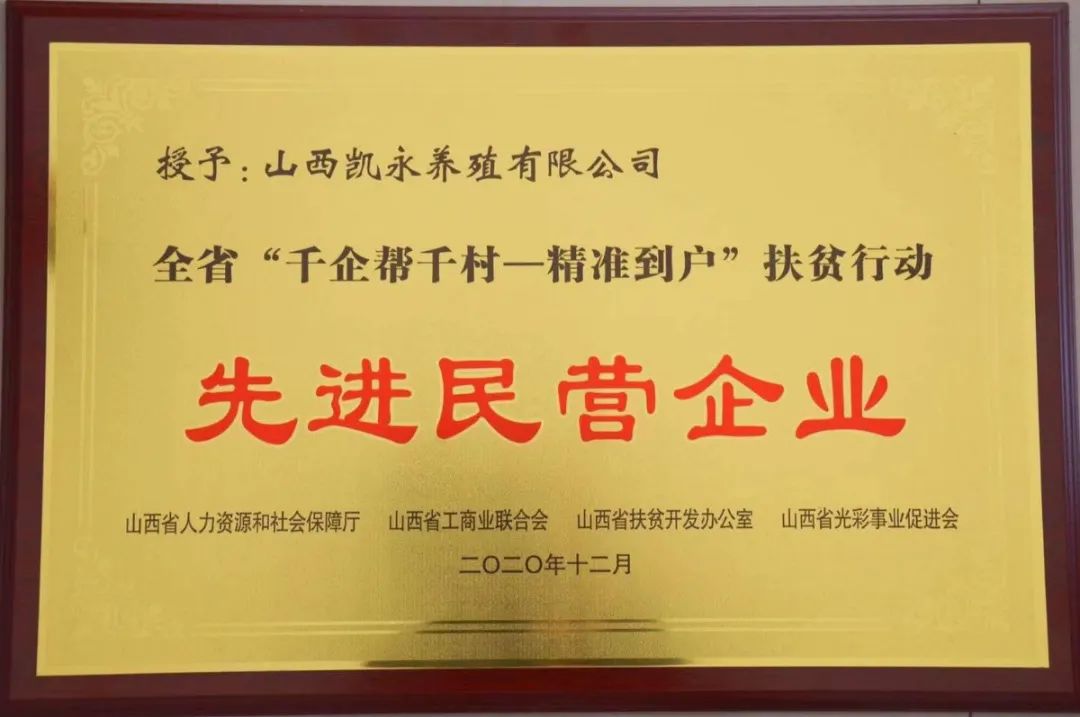 授予：山西凯永养殖有限公司
全省“千企帮千村—精准到户”扶贫行动
先进民营企业
山西省人力资源和社会保障厅 山西省工商业联合会 山西省扶贫开发办公室 山西省光彩事业促进会
二〇二〇年十二月